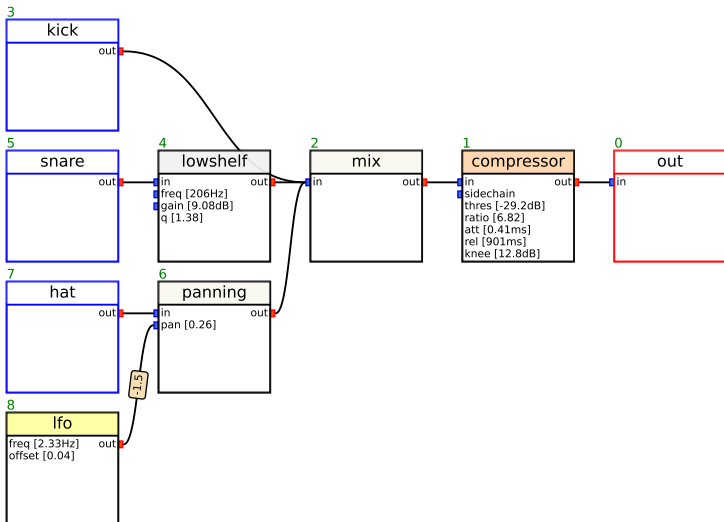 3
kick
out
5
snare
out
4
lowshelf
in
out
freq [206Hz]
gain [9.08dB]
q [1.38]
2
mix
in
out
1
compressor
in
out
sidechain
thres [-29.2dB]
ratio [6.82]
att [0.41ms]
rel [901ms]
knee [12.8dB]
0
out
in
7
hat
out
6
panning
in
out
pan [0.26]
-1.5
8
lfo
freq [2.33Hz]
out
offset [0.04]